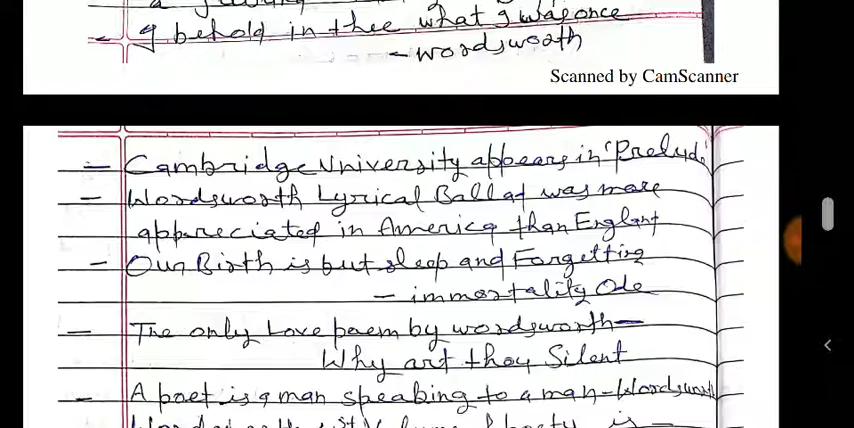 - I behold in thee what I was once
- wordsworth
Scanned by CamScanner
- Cambridge University appears in 'Prelude'
- Wordsworth Lyrical Ballad was more
appreciated in America than England
- Our Birth is but sleep and Forgetting
- immortality Ode
- The only Love poem by wordsworth-
Why art thou Silent
- A poet is a man speaking to a man - Wordsworth